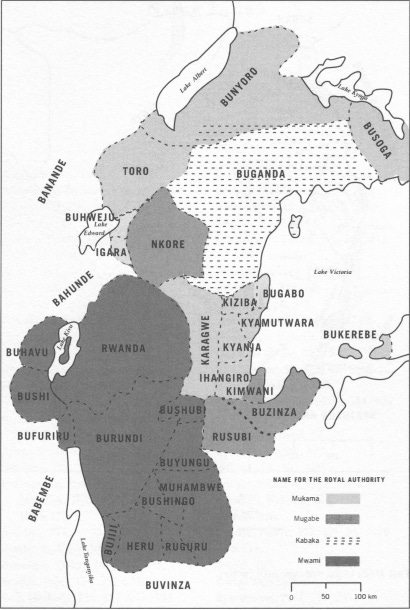 Lake Albert
BUNYORO
Lake Kyoga
BUSOGA
BANANDE
TORO
BUGANDA
BUHWEJU
Lake
Edward
IGARA
NKORE
BAHUNDE
Lake Victoria
KIZIBA
BUGABO
KYAMUTWARA
KARAGWE
KYANJA
BUKEREBE
Lake Kivu
RWANDA
BUHAVU
IHANGIRO
KIMWANI
BUSHI
BUSHUBI
BUZINZA
BUFURIRU
BURUNDI
RUSUBI
BUYUNGU
MUHAMBWE
BUSHINGO
BABEMBE
BUJIJI
HERU
RUGURU
Lake Tanganyika
BUVINZA
NAME FOR THE ROYAL AUTHORITY
Mukama
Mugabe
Kabaka
Mwami
0 50 100 km